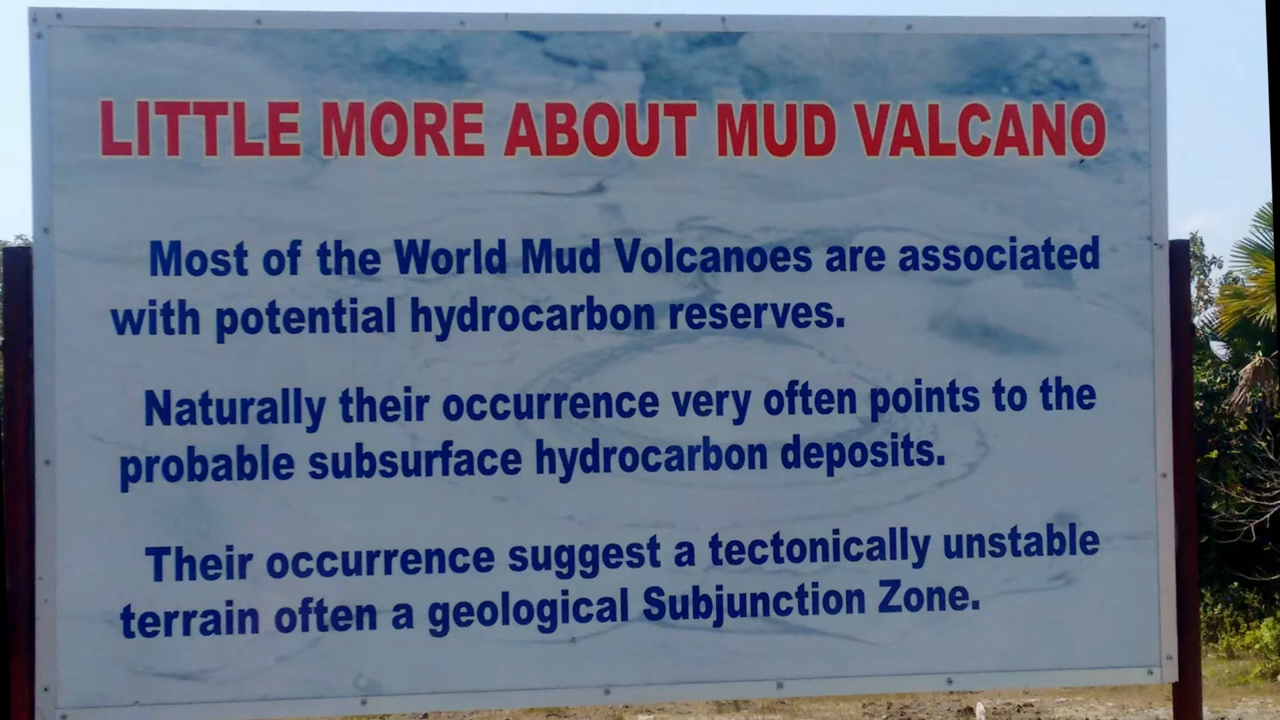 LITTLE MORE ABOUT MUD VALCANO
Most of the World Mud Volcanoes are associated
with potential hydrocarbon reserves.
Naturally their occurrence very often points to the
probable subsurface hydrocarbon deposits.
Their occurrence suggest a tectonically unstable
terrain often a geological Subjunction Zone.